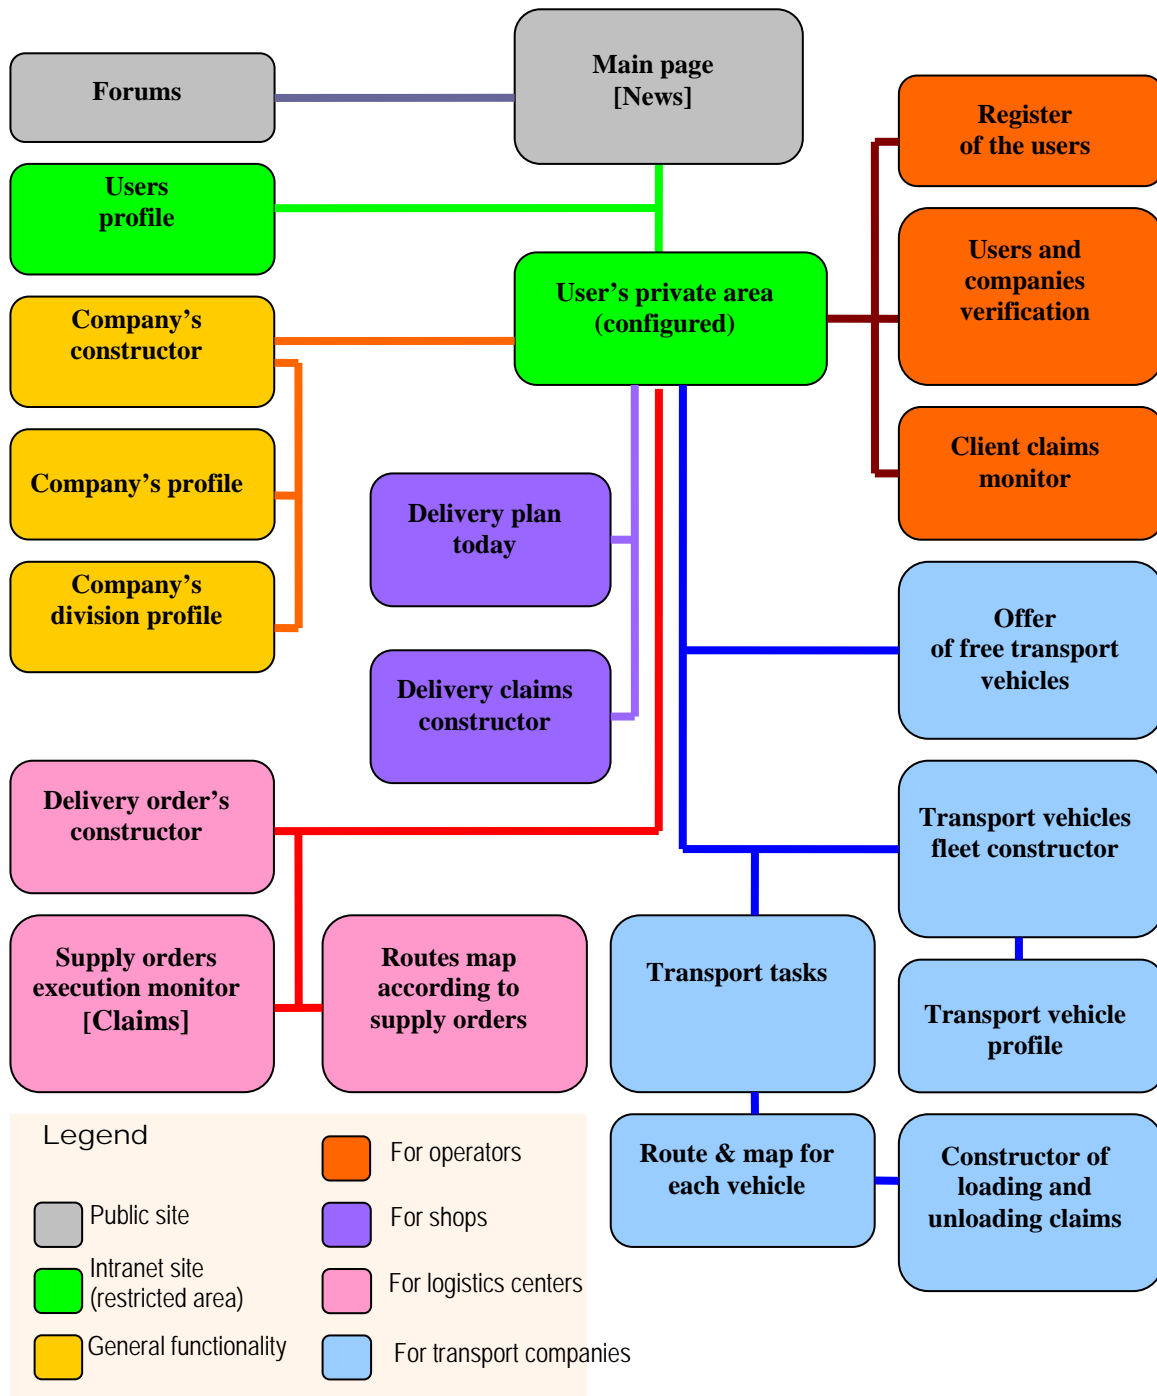 Main page
[News]
Forums
Register
of the users
Users
profile
Users and
companies
verification
User’s private area
(configured)
Company’s
constructor
Client claims
monitor
Company’s profile
Delivery plan
today
Company’s
division profile
Offer
of free transport
vehicles
Delivery claims
constructor
Delivery order’s
constructor
Transport vehicles
fleet constructor
Supply orders
execution monitor
[Claims]
Routes map
according to
supply orders
Transport tasks
Transport vehicle
profile
Route & map for
each vehicle
Constructor of
loading and
unloading claims
Legend
Public site
Intranet site
(restricted area)
General functionality
For operators
For shops
For logistics centers
For transport companies